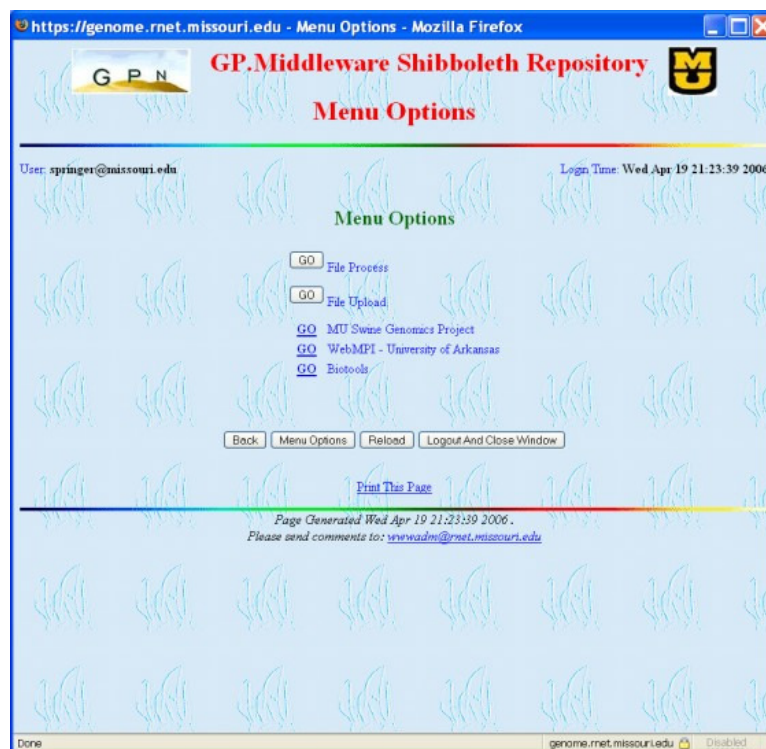 https://genome.rnet.missouri.edu - Menu Options - Mozilla Firefox
GPN
GP.Middleware Shibboleth Repository
Menu Options
User: springer@missouri.edu Login Time: Wed Apr 19 21:23:39 2006
Menu Options
GO File Process
GO File Upload
GO MU Swine Genomics Project
GO WebMPI - University of Arkansas
GO Biotools
Back Menu Options Reload Logout And Close Window
Print This Page
Page Generated Wed Apr 19 21:23:39 2006 .
Please send comments to: wwwadm@rnet.missouri.edu
Done genome.rnet.missouri.edu Disabled